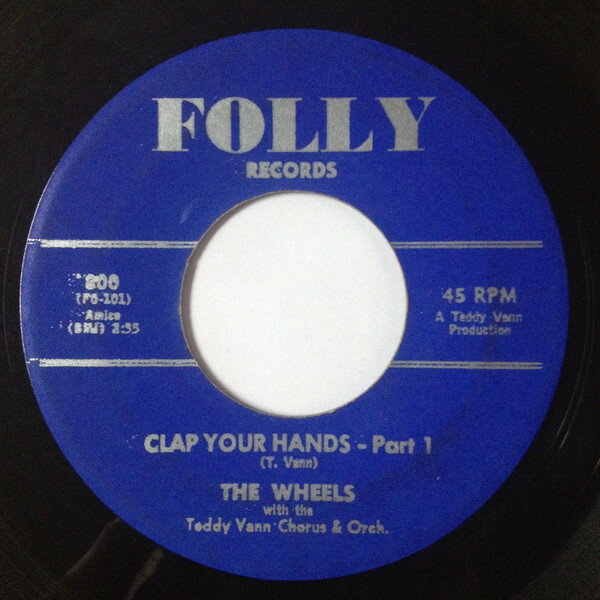 FOLLY
RECORDS
800
(FO-101)
Amiso
(BMI) 2:35
45 RPM
A Teddy Vann
Production
CLAP YOUR HANDS - Part 1
(T. Vann)
THE WHEELS
with the
Teddy Vann Chorus & Orch.